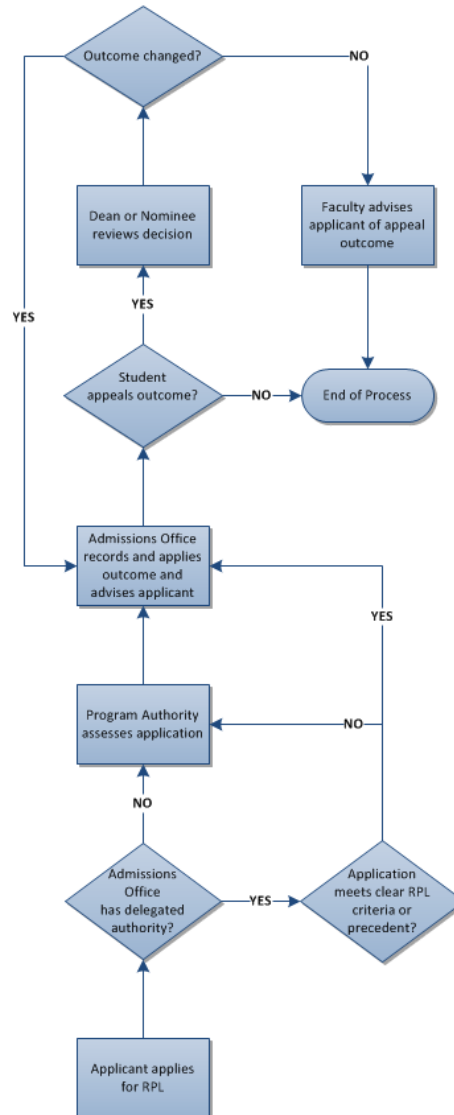 Outcome changed?
NO
Dean or Nominee
reviews decision
Faculty advises
applicant of appeal
outcome
YES
YES
Student
appeals outcome?
NO
End of Process
Admissions Office
records and applies
outcome and
advises applicant
YES
Program Authority
assesses application
NO
NO
Admissions
Office
has delegated
authority?
YES
Application
meets clear RPL
criteria or
precedent?
Applicant applies
for RPL